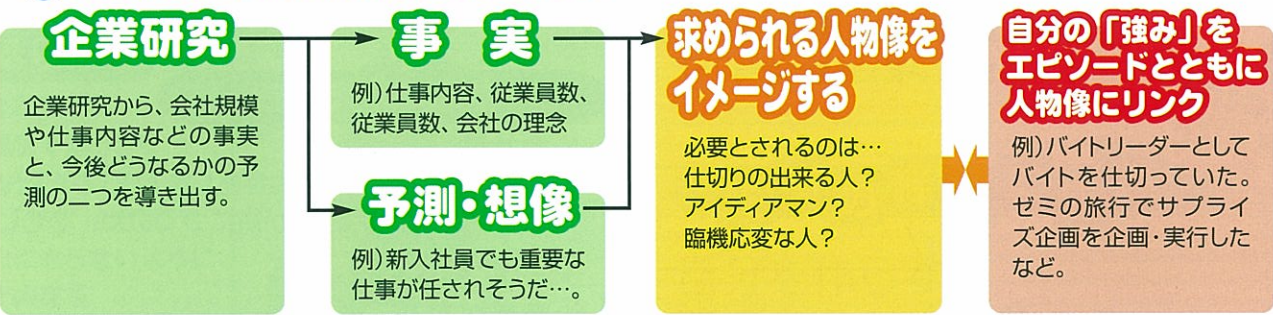 企業研究
企業研究から、会社規模
や仕事内容などの事実
と、今後どうなるかの予
測の二つを導き出す。
事 実
例）仕事内容、従業員数、
従業員数、会社の理念
予測・想像
例）新入社員でも重要な
仕事が任されそうだ…。
求められる人物像を
イメージする
必要とされるのは…
仕切りの出来る人？
アイディアマン？
臨機応変な人？
自分の「強み」を
エピソードとともに
人物像にリンク
例）バイトリーダーとして
バイトを仕切っていた。
ゼミの旅行でサプライ
ズ企画を企画・実行した
など。